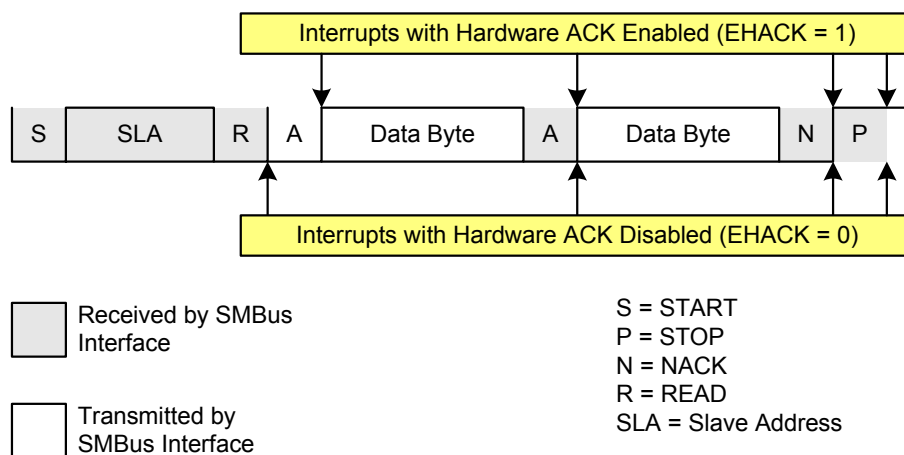 Interrupts with Hardware ACK Enabled (EHACK = 1)
S SLA R A Data Byte A Data Byte N P
Interrupts with Hardware ACK Disabled (EHACK = 0)
Received by SMBus
Interface
Transmitted by
SMBus Interface
S = START
P = STOP
N = NACK
R = READ
SLA = Slave Address